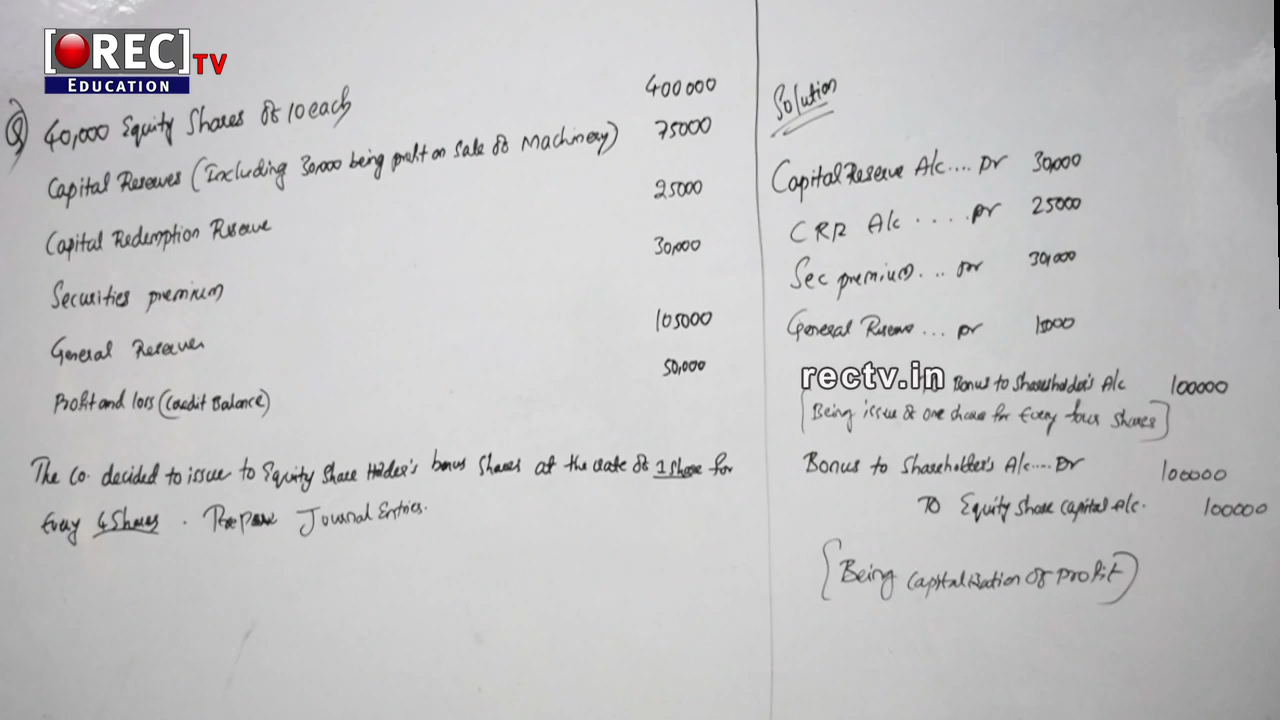 [REC] TV
EDUCATION
Q) 40,000 Equity Shares of 10 each 400000
Capital Reserves (Including 30,000 being profit on Sale of Machinery) 75000
Capital Redemption Reserve 25000
Securities premium 30,000
General Reserve 105000
Profit and loss (Credit Balance) 50,000
The Co. decided to issue to Equity Share Holder's bonus Shares at the rate of 1 Share for
Every 4 Shares. Prepare Journal Entries.
Solution
Capital Reserve A/c.... Dr 30,000
CRR A/c .... Dr 25000
Sec premium... Dr 30,000
General Reserve ... Dr 15000
rectv.in Bonus to Shareholder's A/c 100000
[Being issue of one share for Every four Shares]
Bonus to Shareholder's A/c.... Dr 100000
To Equity Share Capital A/c. 100000
(Being Capitalisation of Profit)